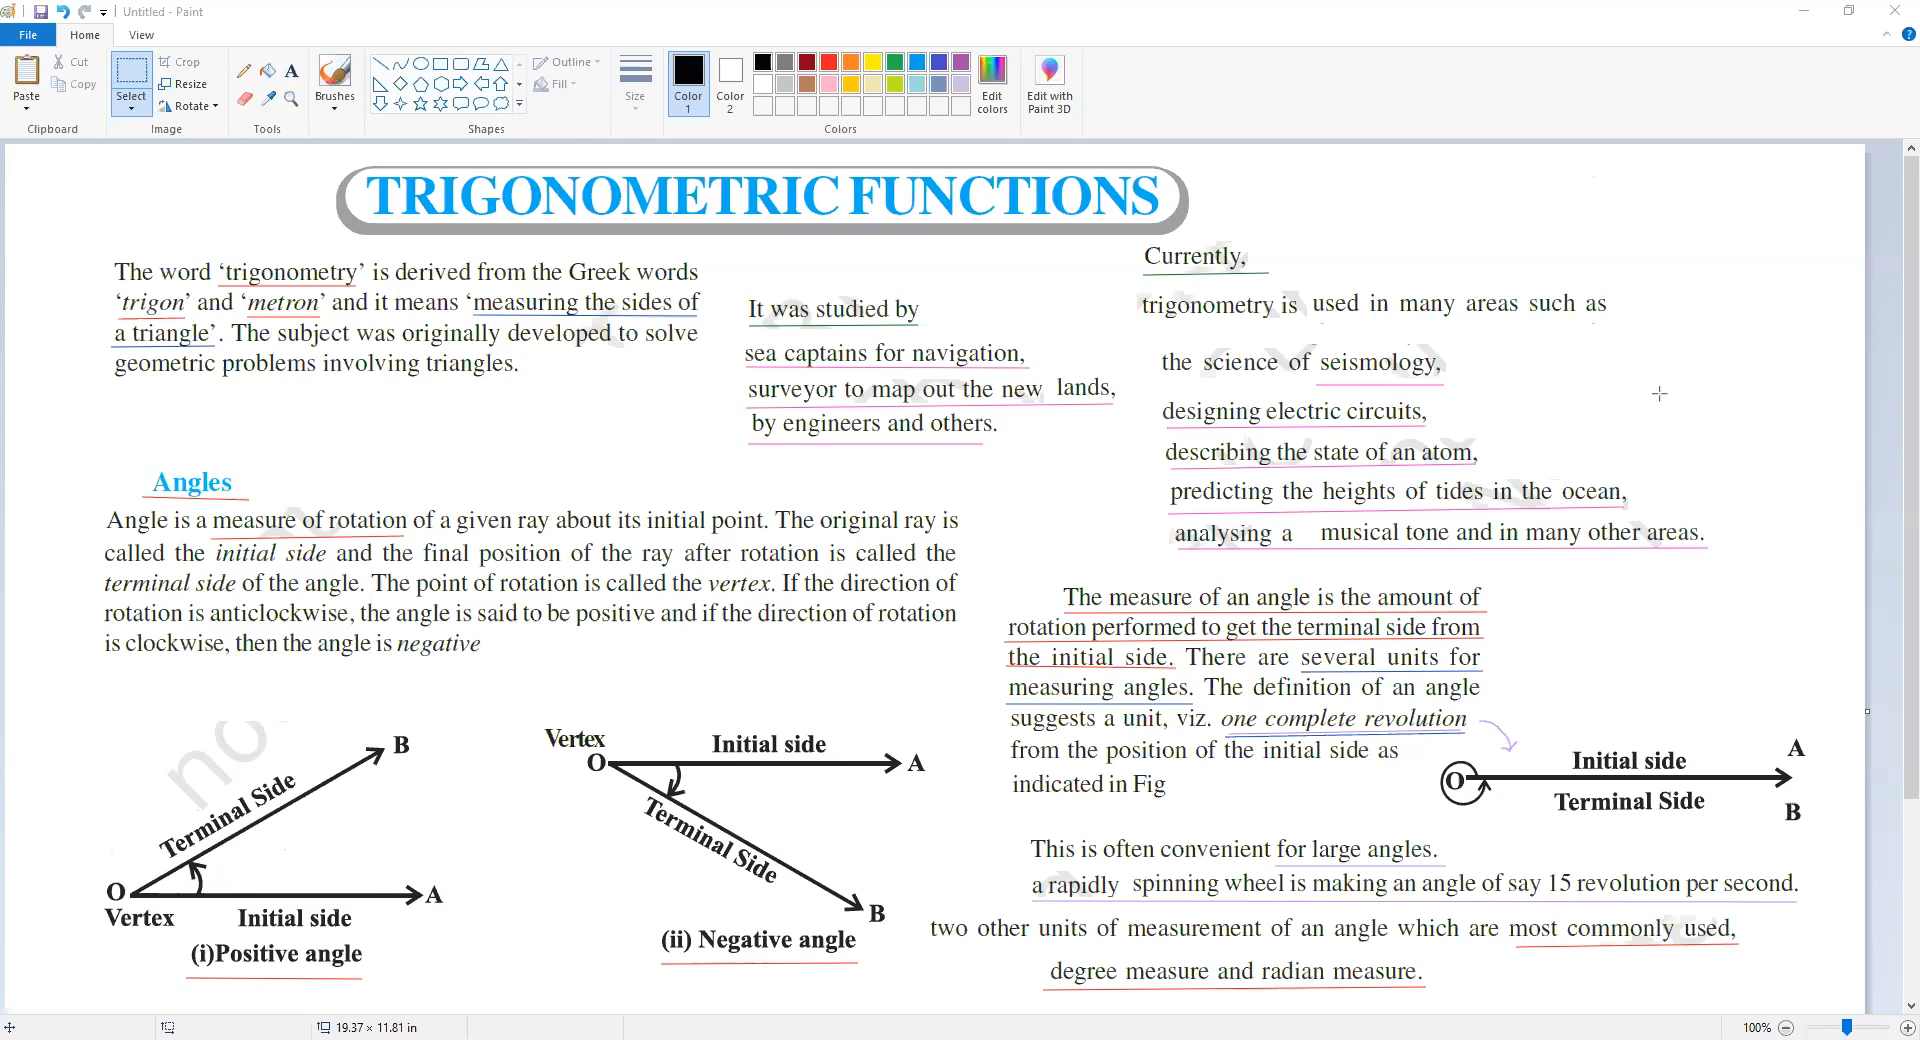 Untitled - Paint
File
Home
View
Paste
Cut
Copy
Clipboard
Select
Crop
Resize
Rotate
Image
Tools
Brushes
Shapes
Outline
Fill
Size
Color 1
Color 2
Colors
Edit colors
Edit with Paint 3D
TRIGONOMETRIC FUNCTIONS
The word ‘trigonometry’ is derived from the Greek words
‘trigon’ and ‘metron’ and it means ‘measuring the sides of
a triangle’. The subject was originally developed to solve
geometric problems involving triangles.
It was studied by
sea captains for navigation,
surveyor to map out the new lands,
by engineers and others.
Currently,
trigonometry is used in many areas such as
the science of seismology,
designing electric circuits,
describing the state of an atom,
predicting the heights of tides in the ocean,
analysing a musical tone and in many other areas.
Angles
Angle is a measure of rotation of a given ray about its initial point. The original ray is
called the initial side and the final position of the ray after rotation is called the
terminal side of the angle. The point of rotation is called the vertex. If the direction of
rotation is anticlockwise, the angle is said to be positive and if the direction of rotation
is clockwise, then the angle is negative
The measure of an angle is the amount of
rotation performed to get the terminal side from
the initial side. There are several units for
measuring angles. The definition of an angle
suggests a unit, viz. one complete revolution
from the position of the initial side as
indicated in Fig
no
B
Terminal Side
O
A
Vertex
Initial side
(i)Positive angle
Vertex
Initial side
O
A
Terminal Side
B
(ii) Negative angle
Initial side
A
O
Terminal Side
B
This is often convenient for large angles.
a rapidly spinning wheel is making an angle of say 15 revolution per second.
two other units of measurement of an angle which are most commonly used,
degree measure and radian measure.
19.37 × 11.81 in
100%